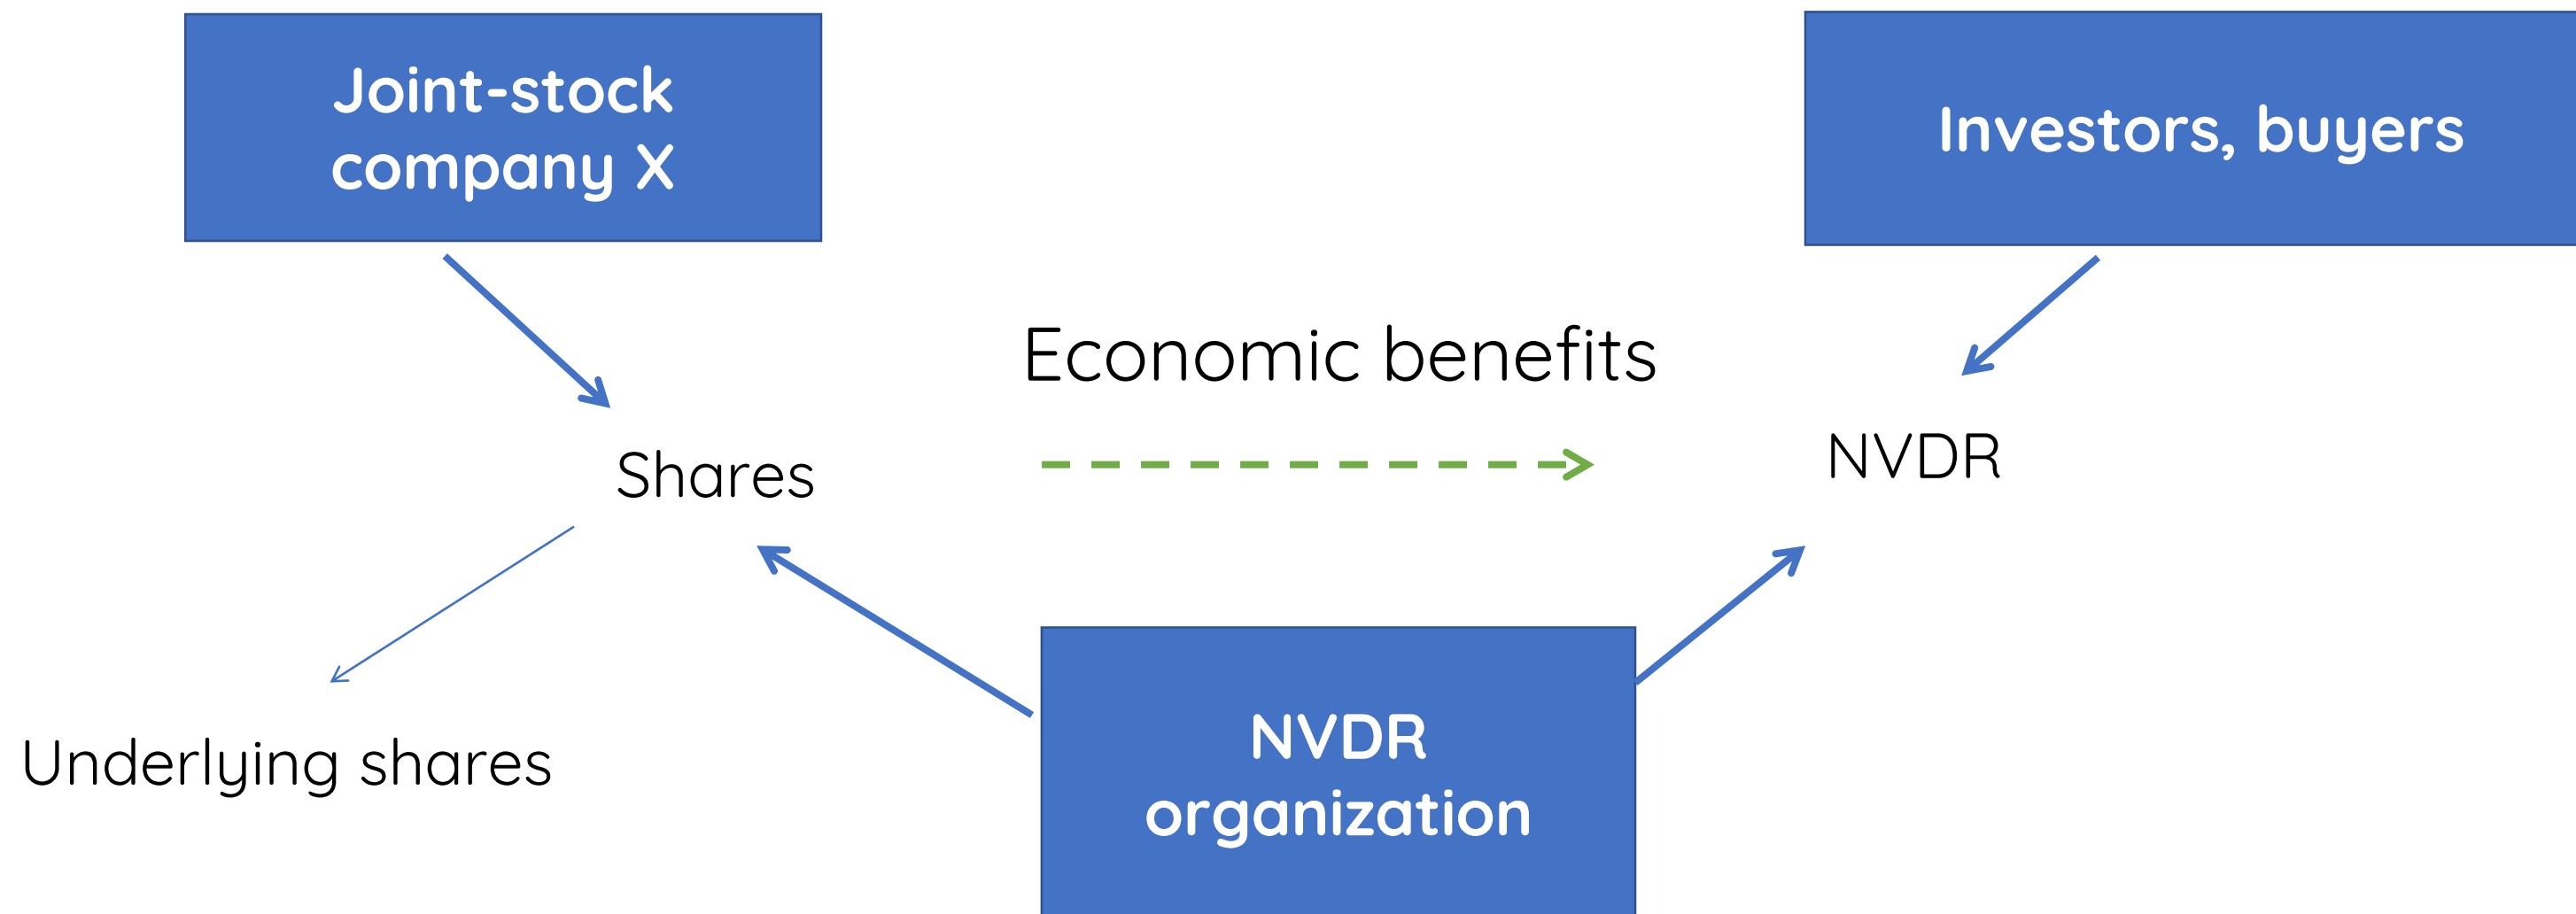 Joint-stock
company X
Investors, buyers
Economic benefits
Shares
NVDR
Underlying shares
NVDR
organization